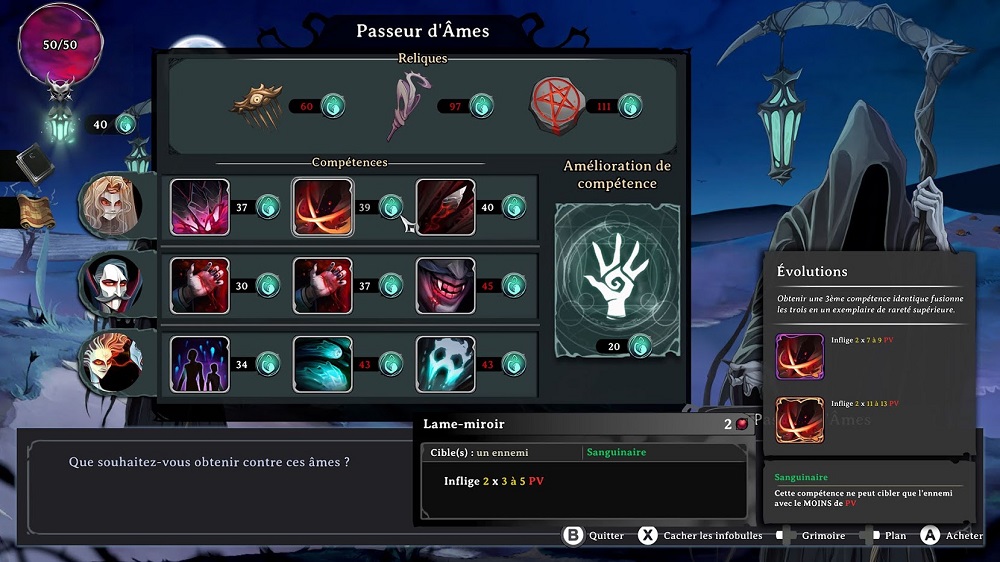 50/50
Passeur d'Âmes
Reliques
60
97
111
40
Compétences
Amélioration de
compétence
37
39
40
30
37
45
34
43
43
20
Évolutions
Obtenir une 3ème compétence identique fusionne
les trois en un exemplaire de rareté supérieure.
Inflige 2 x 7 à 9 PV
Inflige 2 x 11 à 13 PV
Lame-miroir
2
Cible(s) : un ennemi
Sanguinaire
Inflige 2 x 3 à 5 PV
Que souhaitez-vous obtenir contre ces âmes ?
Sanguinaire
Cette compétence ne peut cibler que l'ennemi
avec le MOINS de PV
B Quitter
X Cacher les infobulles
Grimoire
Plan
A Acheter